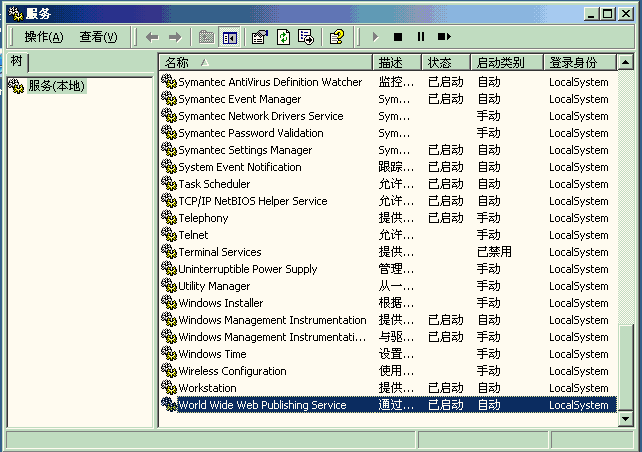 服务
操作(A) 查看(V)
树
服务(本地)
名称 描述 状态 启动类别 登录身份
Symantec AntiVirus Definition Watcher 监控... 已启动 自动 LocalSystem
Symantec Event Manager Sym... 已启动 自动 LocalSystem
Symantec Network Drivers Service Sym... 手动 LocalSystem
Symantec Password Validation Sym... 手动 LocalSystem
Symantec Settings Manager Sym... 已启动 自动 LocalSystem
System Event Notification 跟踪... 已启动 自动 LocalSystem
Task Scheduler 允许... 已启动 自动 LocalSystem
TCP/IP NetBIOS Helper Service 允许... 已启动 自动 LocalSystem
Telephony 提供... 已启动 手动 LocalSystem
Telnet 允许... 手动 LocalSystem
Terminal Services 提供... 已禁用 LocalSystem
Uninterruptible Power Supply 管理... 手动 LocalSystem
Utility Manager 从一... 手动 LocalSystem
Windows Installer 根据... 手动 LocalSystem
Windows Management Instrumentation 提供... 已启动 自动 LocalSystem
Windows Management Instrumentati... 与驱... 已启动 手动 LocalSystem
Windows Time 设置... 手动 LocalSystem
Wireless Configuration 使用... 手动 LocalSystem
Workstation 提供... 已启动 自动 LocalSystem
World Wide Web Publishing Service 通过... 已启动 自动 LocalSystem